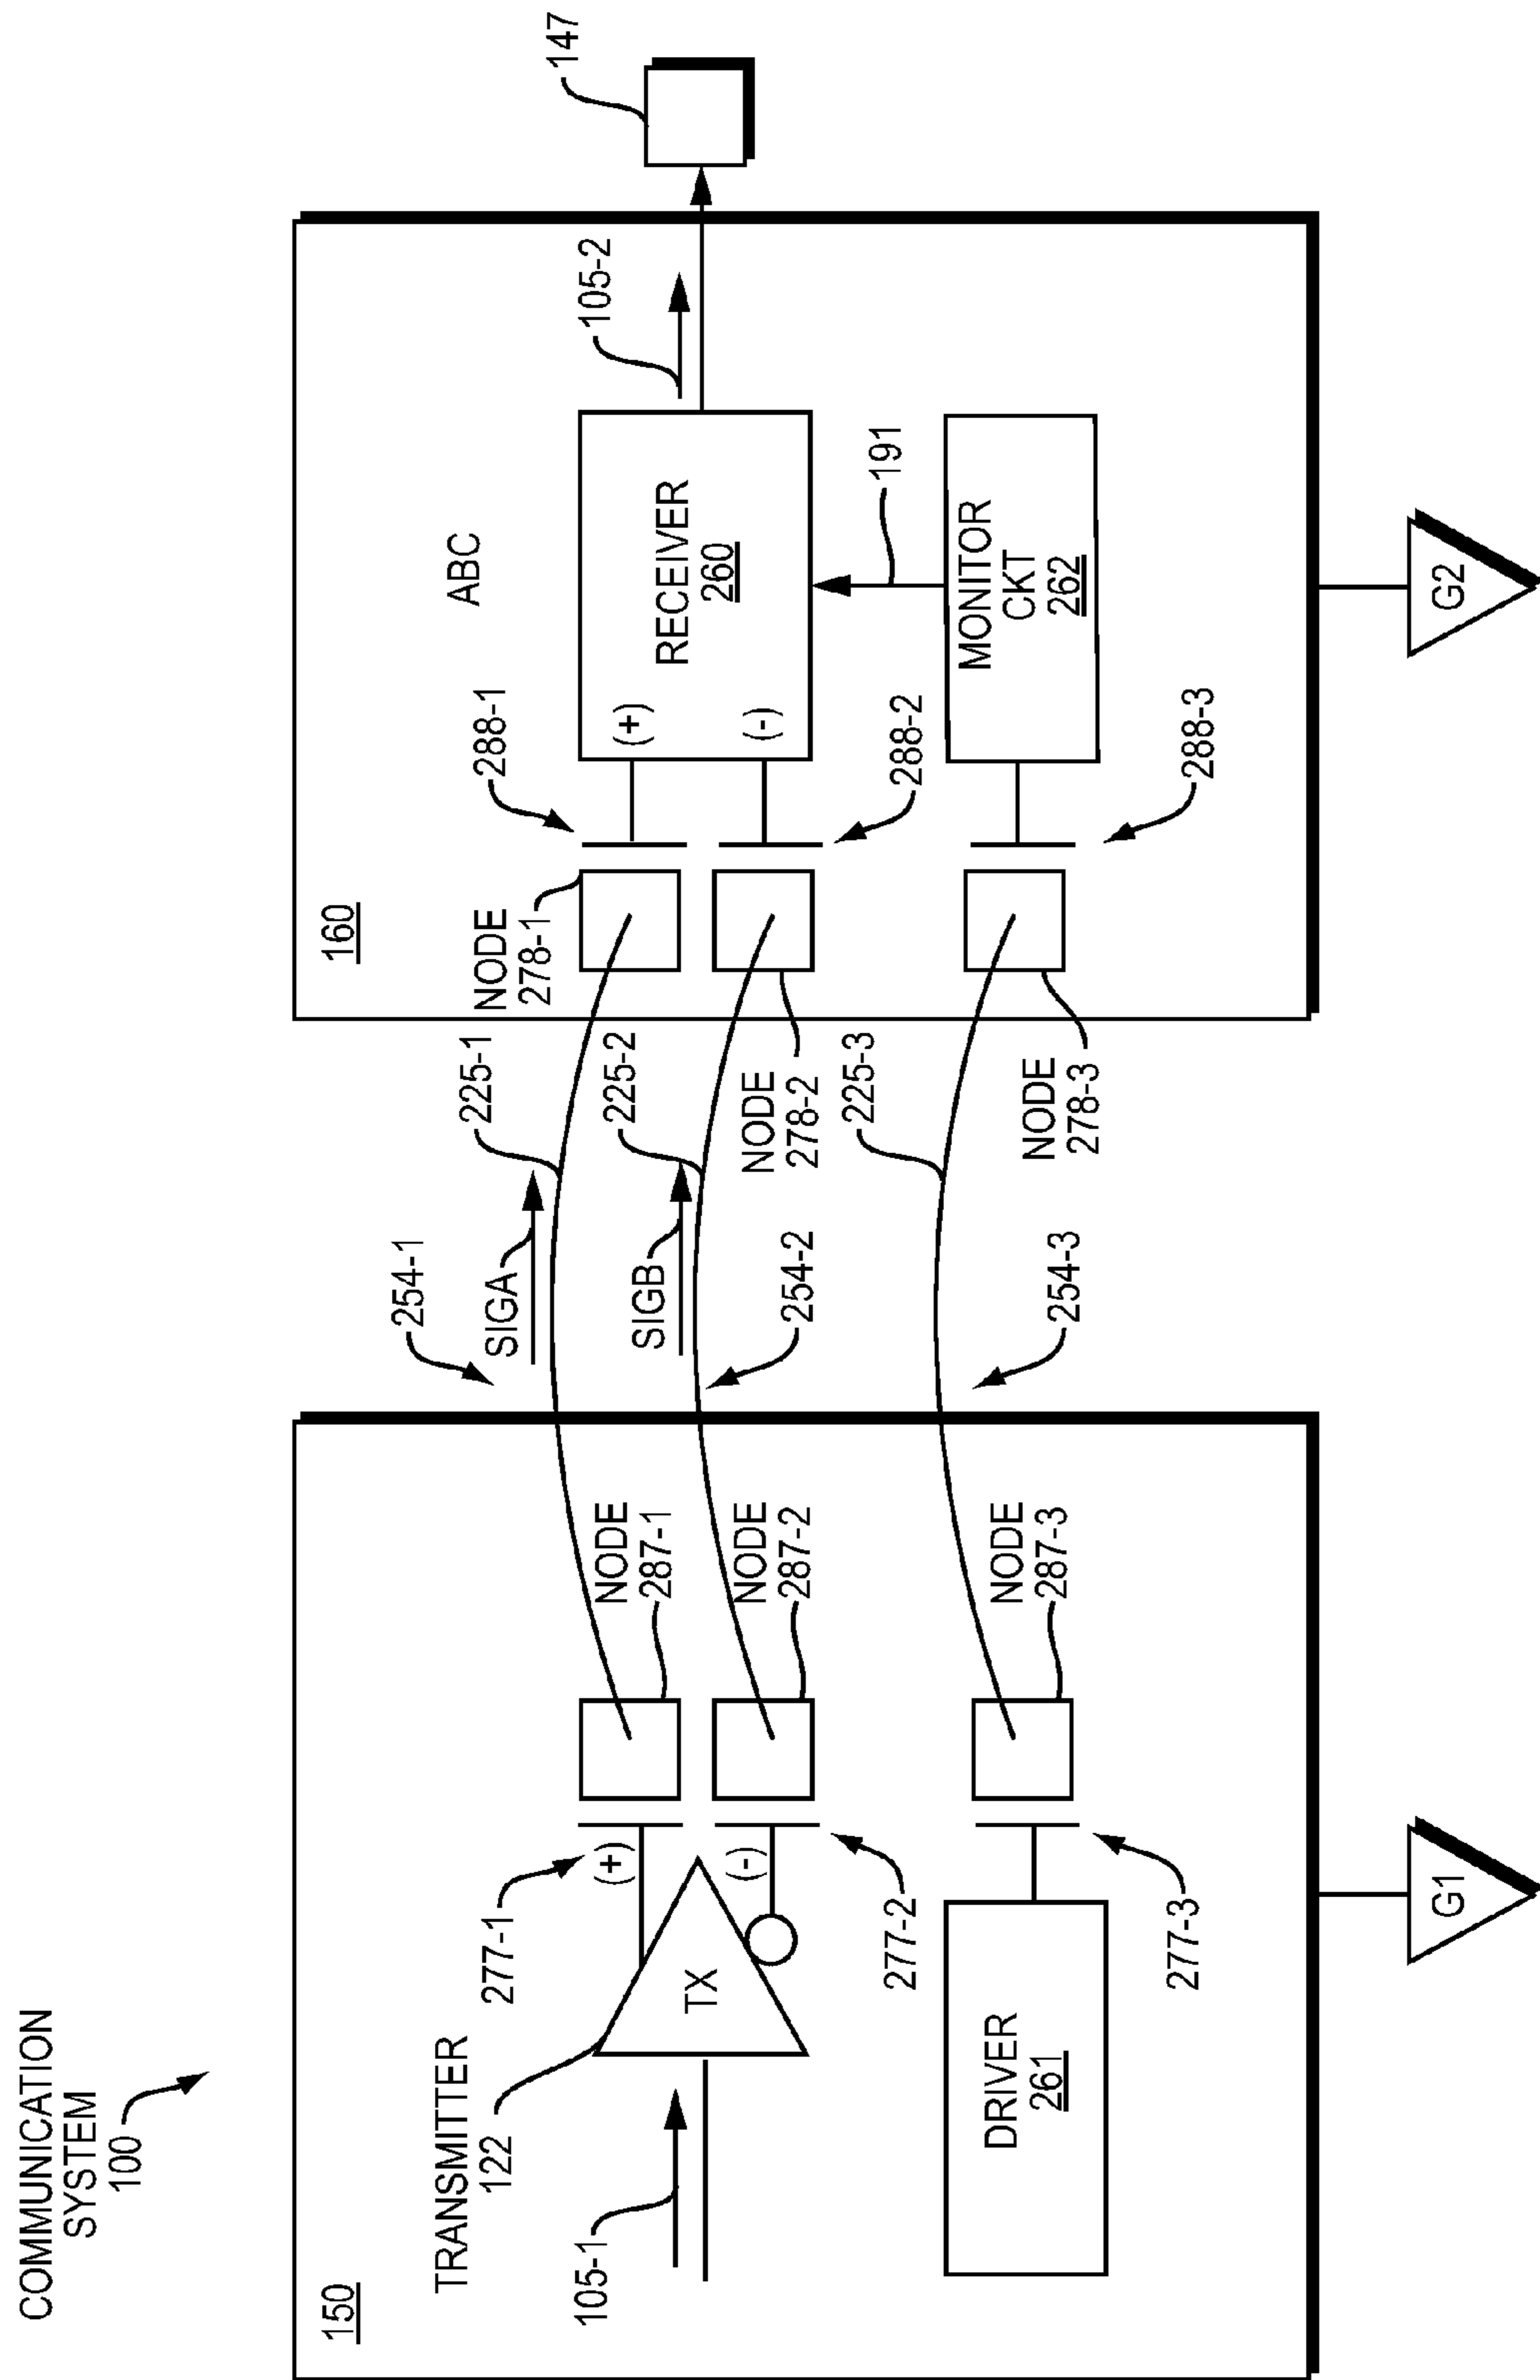 COMMUNICATION
SYSTEM
100
150
TRANSMITTER
122
105-1
TX
(+)
(-)
277-1
277-2
277-3
DRIVER
261
NODE
287-1
NODE
287-2
NODE
287-3
G1
254-1
SIGA
225-1
SIGB
225-2
254-2
225-3
254-3
160
NODE
278-1
NODE
278-2
NODE
278-3
288-1
288-2
288-3
ABC
(+)
(-)
RECEIVER
260
191
MONITOR
CKT
262
105-2
147
G2